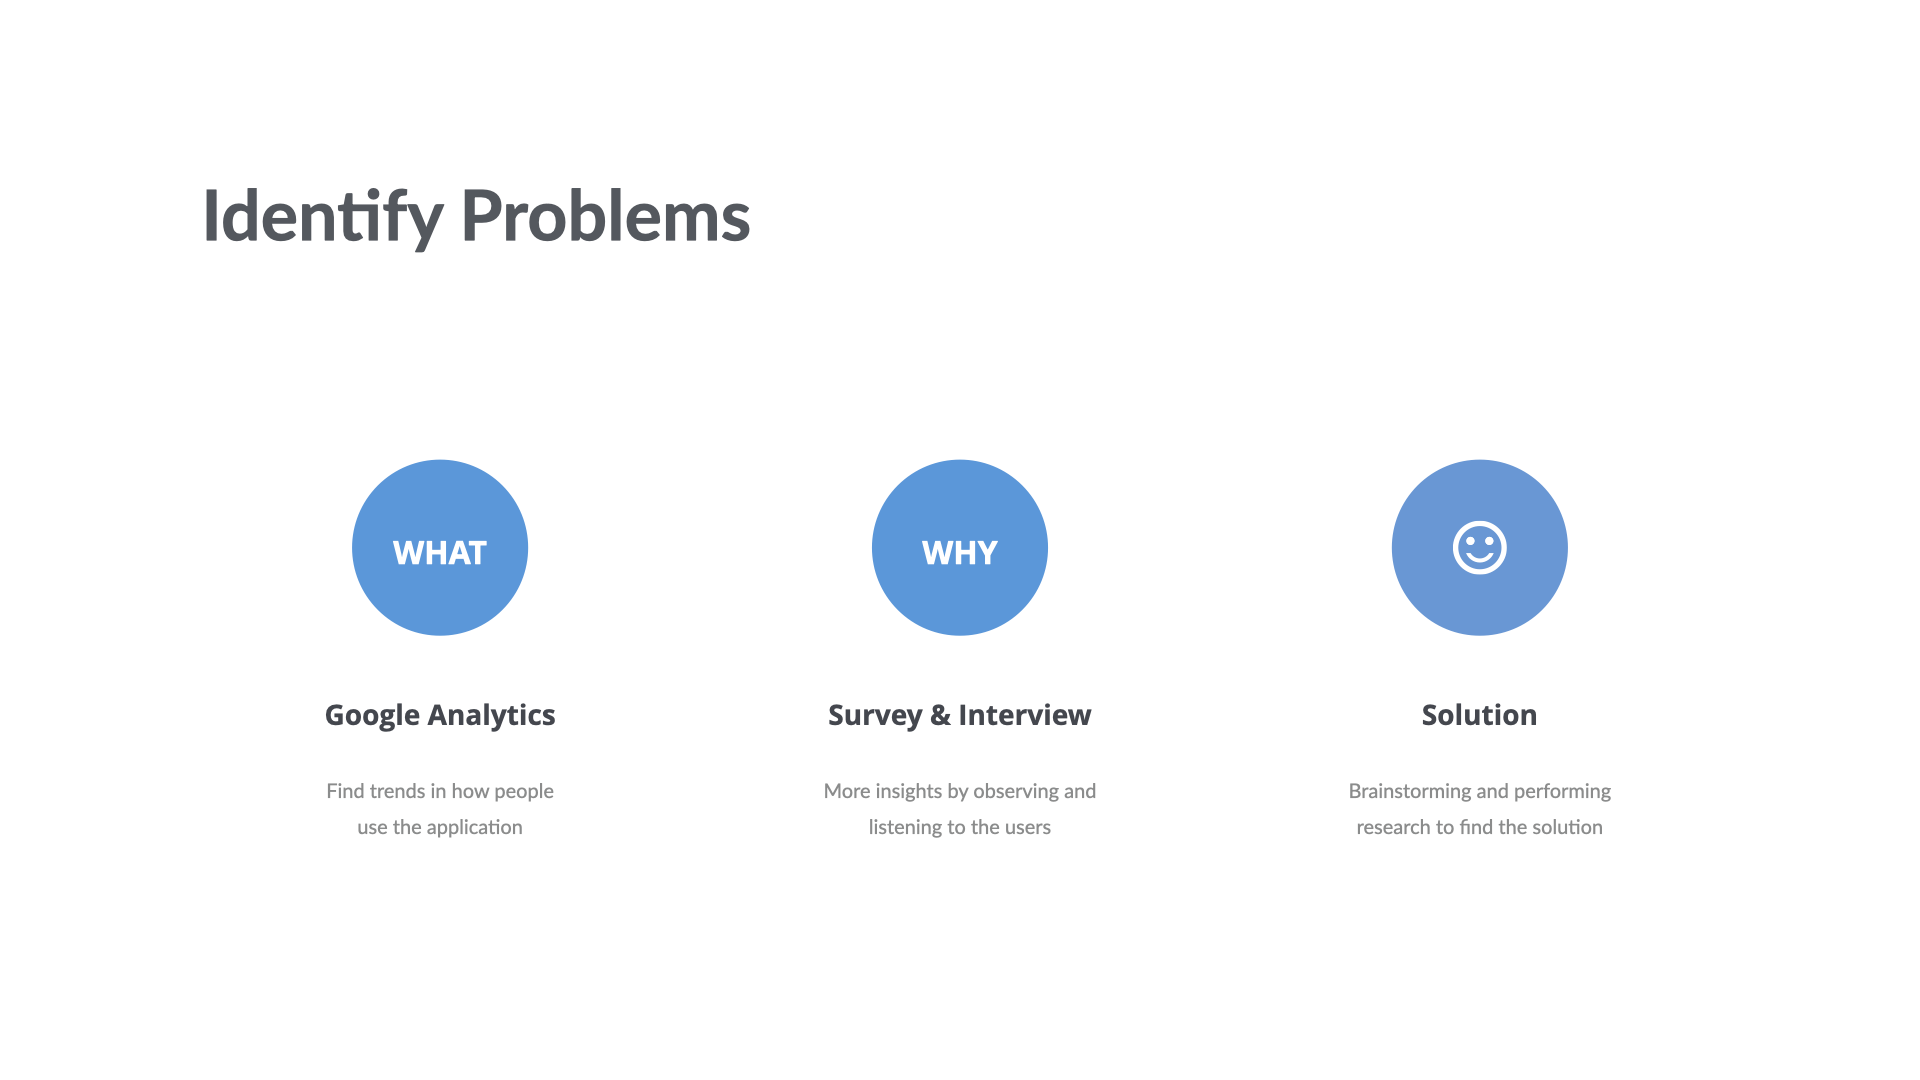 Identify Problems
WHAT
WHY
Google Analytics
Survey & Interview
Solution
Find trends in how people
use the application
More insights by observing and
listening to the users
Brainstorming and performing
research to find the solution